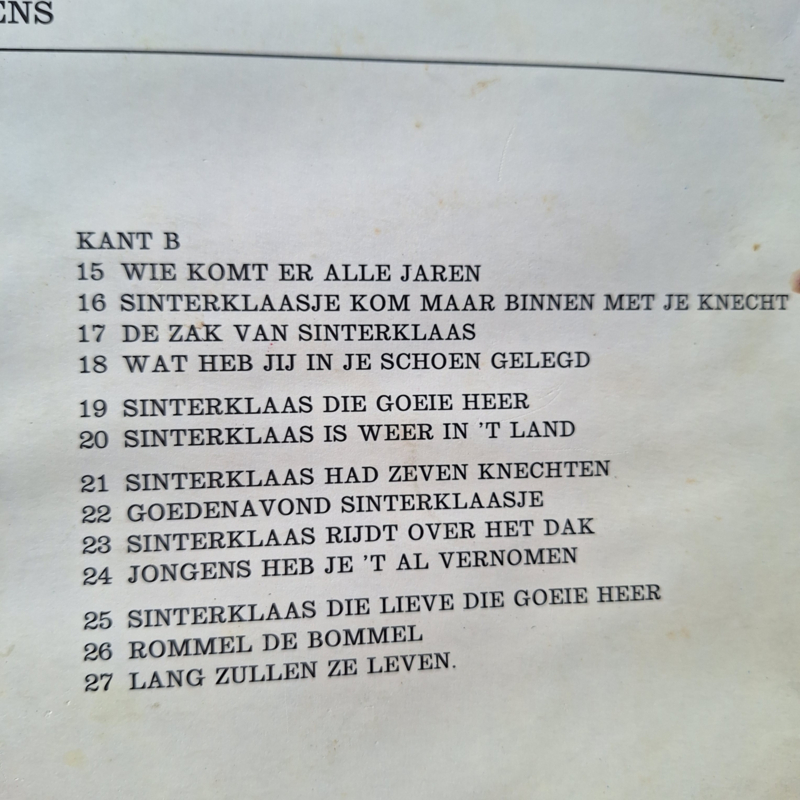 ENS
KANT B
15 WIE KOMT ER ALLE JAREN
16 SINTERKLAASJE KOM MAAR BINNEN MET JE KNECHT
17 DE ZAK VAN SINTERKLAAS
18 WAT HEB JIJ IN JE SCHOEN GELEGD
19 SINTERKLAAS DIE GOEIE HEER
20 SINTERKLAAS IS WEER IN 'T LAND
21 SINTERKLAAS HAD ZEVEN KNECHTEN
22 GOEDENAVOND SINTERKLAASJE
23 SINTERKLAAS RIJDT OVER HET DAK
24 JONGENS HEB JE 'T AL VERNOMEN
25 SINTERKLAAS DIE LIEVE DIE GOEIE HEER
26 ROMMEL DE BOMMEL
27 LANG ZULLEN ZE LEVEN.